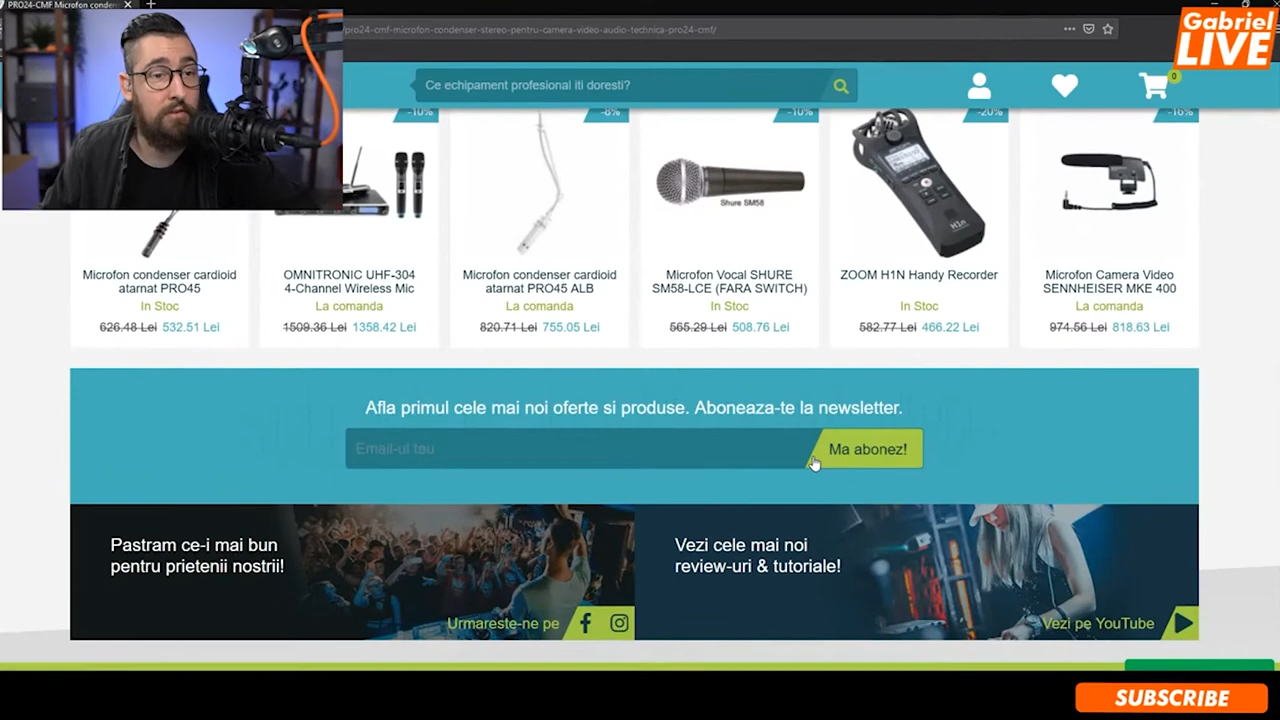 PRO24-CMF Microfon conden
Gabriel
LIVE
/pro24-cmf-microfon-condenser-stereo-pentru-camera-video-audio-technica-pro24-cmf/
Ce echipament profesional iti doresti?
0
-10%
-8%
-10%
-20%
-16%
Shure SM58
H1n
Microfon condenser cardioid
atarnat PRO45
In Stoc
626.48 Lei 532.51 Lei
OMNITRONIC UHF-304
4-Channel Wireless Mic
La comanda
1509.36 Lei 1358.42 Lei
Microfon condenser cardioid
atarnat PRO45 ALB
La comanda
820.71 Lei 755.05 Lei
Microfon Vocal SHURE
SM58-LCE (FARA SWITCH)
In Stoc
565.29 Lei 508.76 Lei
ZOOM H1N Handy Recorder
In Stoc
582.77 Lei 466.22 Lei
Microfon Camera Video
SENNHEISER MKE 400
La comanda
974.56 Lei 818.63 Lei
Afla primul cele mai noi oferte si produse. Aboneaza-te la newsletter.
Email-ul tau
Ma abonez!
Pastram ce-i mai bun
pentru prietenii nostrii!
Urmareste-ne pe
Vezi cele mai noi
review-uri & tutoriale!
Vezi pe YouTube
SUBSCRIBE